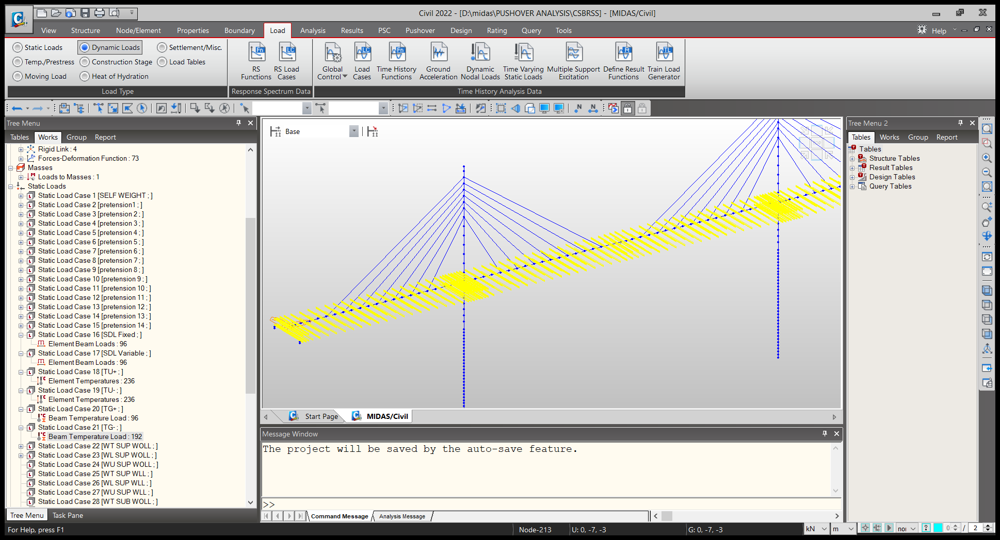 Civil 2022 - [D:\midas\PUSHOVER ANALYSIS\CSBRSS] - [MIDAS/Civil]
View Structure Node/Element Properties Boundary Load Analysis Results PSC Pushover Design Rating Query Tools Help
Static Loads Dynamic Loads Settlement/Misc.
Temp./Prestress Construction Stage Load Tables
Moving Load Heat of Hydration
RS Functions
RS Load Cases
Global Control
Load Cases
Time History Functions
Ground Acceleration
Dynamic Nodal Loads
Time Varying Static Loads
Multiple Support Excitation
Define Result Functions
Train Load Generator
Load Type
Response Spectrum Data
Time History Analysis Data
Tree Menu
Tables Works Group Report
Rigid Link : 4
Forces-Deformation Function : 73
Masses
Loads to Masses : 1
Static Loads
Static Load Case 1 [SELF WEIGHT ; ]
Static Load Case 2 [pretension1 ; ]
Static Load Case 3 [pretension 2 ; ]
Static Load Case 4 [pretension 3 ; ]
Static Load Case 5 [pretension 4 ; ]
Static Load Case 6 [pretension 5 ; ]
Static Load Case 7 [pretension 6 ; ]
Static Load Case 8 [pretension 7 ; ]
Static Load Case 9 [pretension 8 ; ]
Static Load Case 10 [pretension 9 ; ]
Static Load Case 11 [pretension 10 ; ]
Static Load Case 12 [pretension 11 ; ]
Static Load Case 13 [pretension 12 ; ]
Static Load Case 14 [pretension 13 ; ]
Static Load Case 15 [pretension 14 ; ]
Static Load Case 16 [SDL Fixed ; ]
Element Beam Loads : 96
Static Load Case 17 [SDL Variable ; ]
Element Beam Loads : 96
Static Load Case 18 [TU+ ; ]
Element Temperatures : 236
Static Load Case 19 [TU- ; ]
Element Temperatures : 236
Static Load Case 20 [TG+ ; ]
Beam Temperature Load : 96
Static Load Case 21 [TG- ; ]
Beam Temperature Load : 192
Static Load Case 22 [WT SUP WOLL ; ]
Static Load Case 23 [WL SUP WOLL ; ]
Static Load Case 24 [WU SUP WOLL ; ]
Static Load Case 25 [WT SUP WLL ; ]
Static Load Case 26 [WL SUP WLL ; ]
Static Load Case 27 [WU SUP WLL ; ]
Static Load Case 28 [WT SUB WOLL ; ]
Tree Menu Task Pane
Base
TOP
Start Page MIDAS/Civil
Message Window
The project will be saved by the auto-save feature.
>>
Command Message Analysis Message
Tree Menu 2
Tables Works Group Report
Tables
Structure Tables
Result Tables
Design Tables
Query Tables
For Help, press F1
Node-213
U: 0, -7, -3
G: 0, -7, -3
kN
m
nor
0 / 2